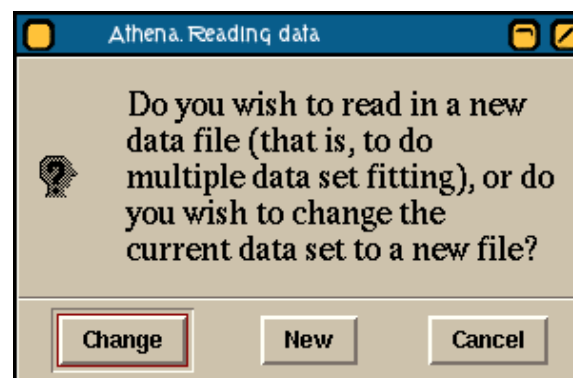 Athena. Reading data
Do you wish to read in a new
data file (that is, to do
multiple data set fitting), or do
you wish to change the
current data set to a new file?
Change New Cancel